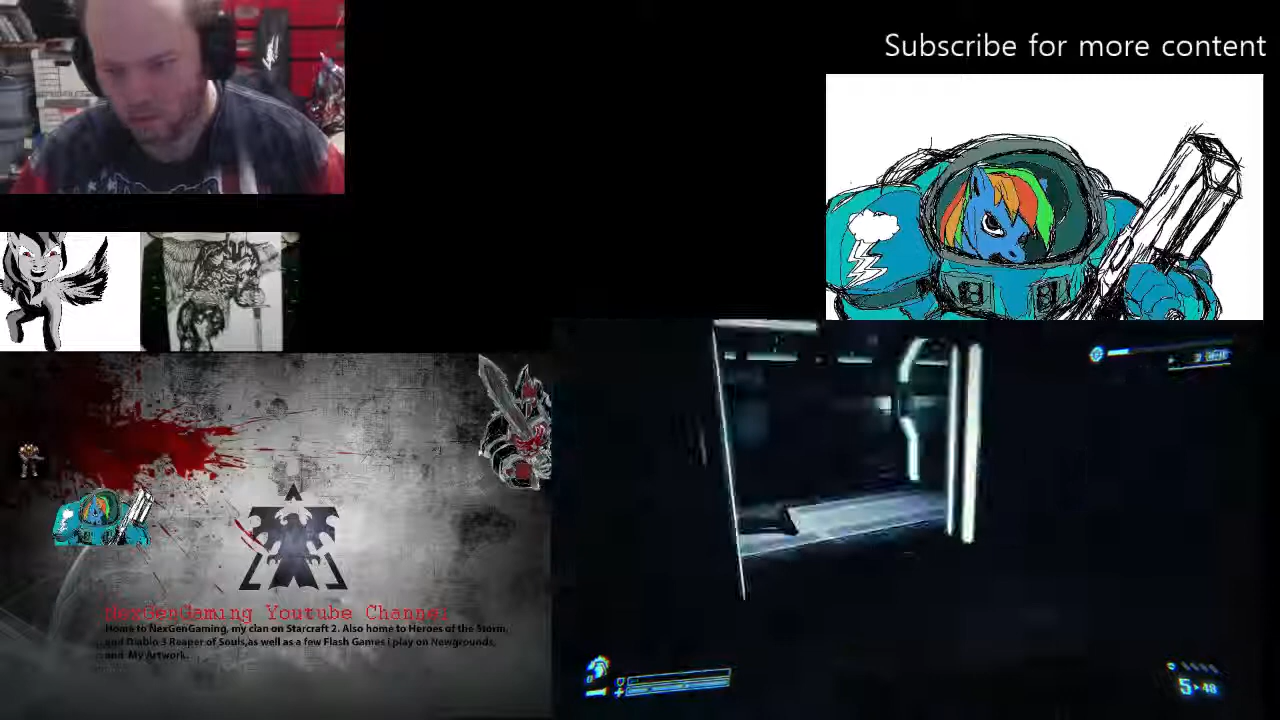 Subscribe for more content
NexGenGaming Youtube Channel
Home to NexGenGaming, my clan on Starcraft 2. Also home to Heroes of the Storm,
and Diablo 3 Reaper of Souls,as well as a few Flash Games i play on Newgrounds,
and My Artwork.
5 48